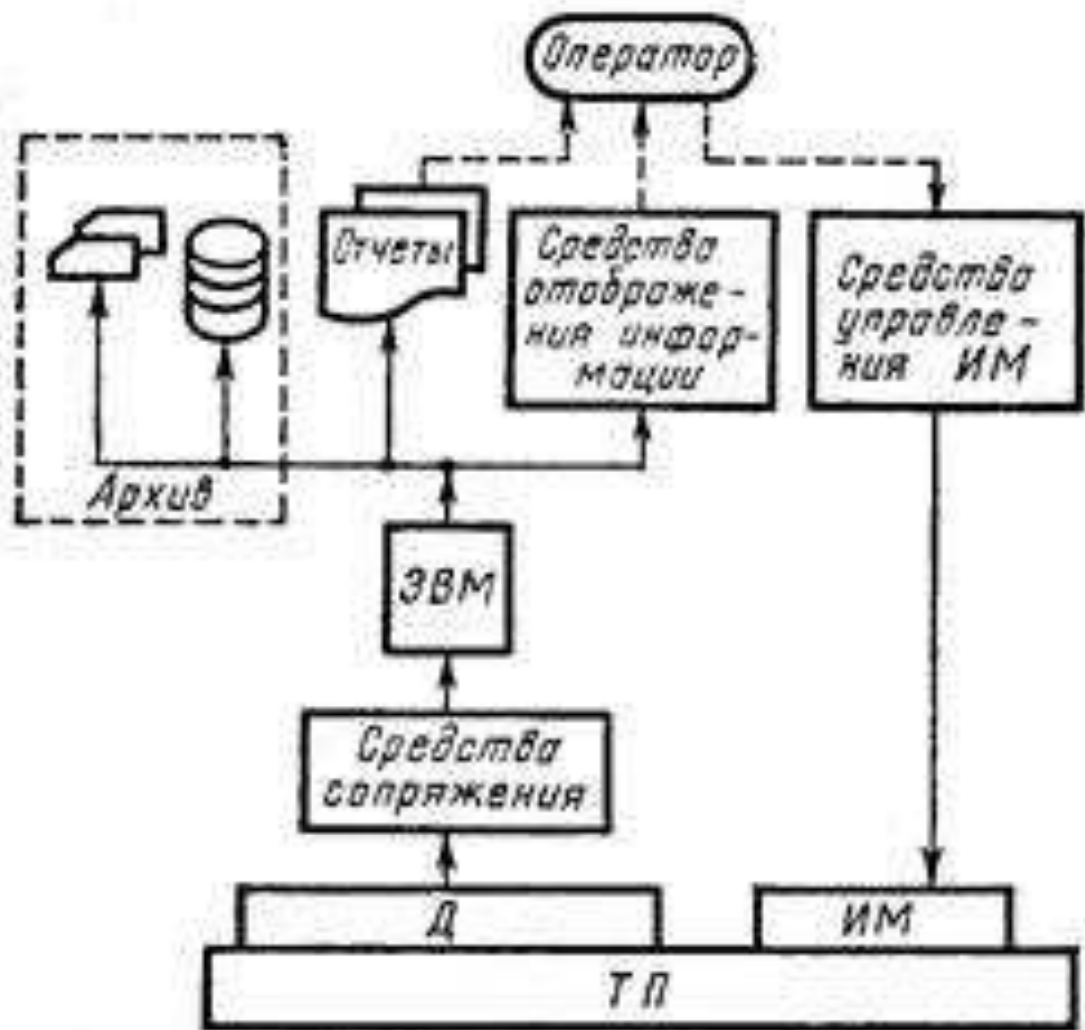 Оператор
Отчеты
Средства
отображе-
ния инфор-
мации
Средства
управле-
ния ИМ
Архив
ЭВМ
Средства
сопряжения
Д
ИМ
ТП